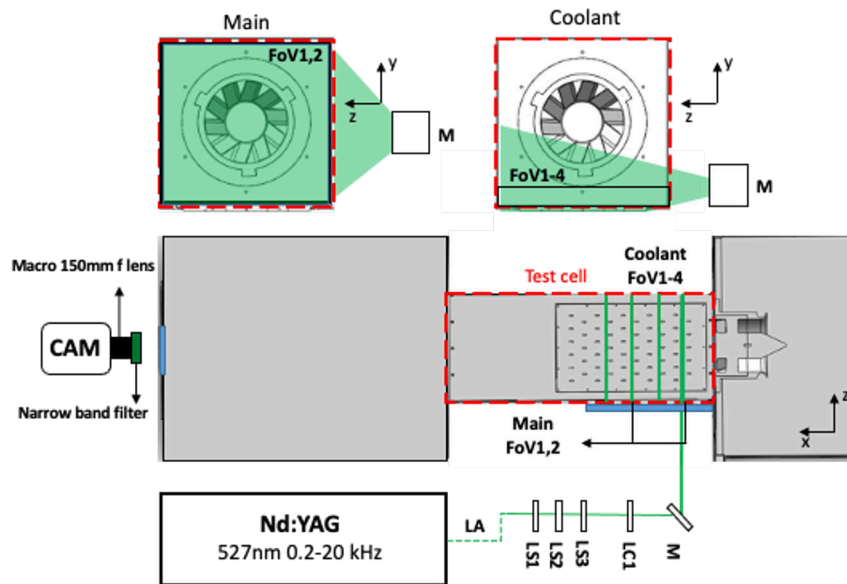 Main
Coolant
FoV1,2
y
z
M
FoV1-4
y
z
M
Macro 150mm f lens
CAM
Narrow band filter
Test cell
Coolant
FoV1-4
Main
FoV1,2
z
x
Nd:YAG
527nm 0.2-20 kHz
LA
LS1
LS2
LS3
LC1
M